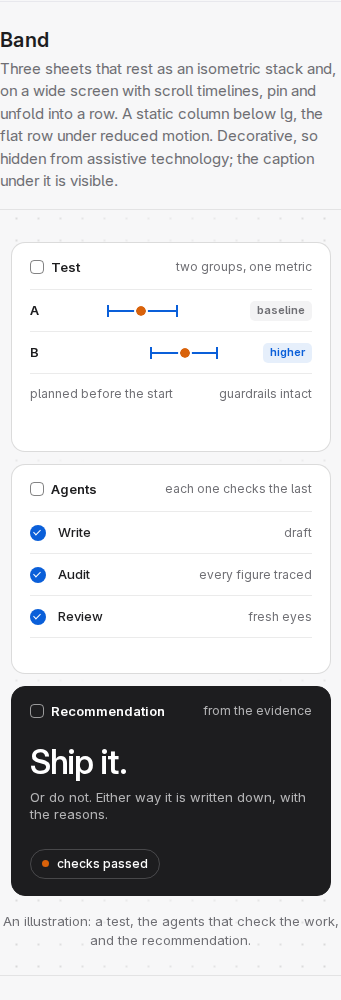 Band
Three sheets that rest as an isometric stack and,
on a wide screen with scroll timelines, pin and
unfold into a row. A static column below lg, the
flat row under reduced motion. Decorative, so
hidden from assistive technology; the caption
under it is visible.
Test two groups, one metric
A baseline
B higher
planned before the start guardrails intact
Agents each one checks the last
Write draft
Audit every figure traced
Review fresh eyes
Recommendation from the evidence
Ship it.
Or do not. Either way it is written down, with
the reasons.
checks passed
An illustration: a test, the agents that check the work,
and the recommendation.